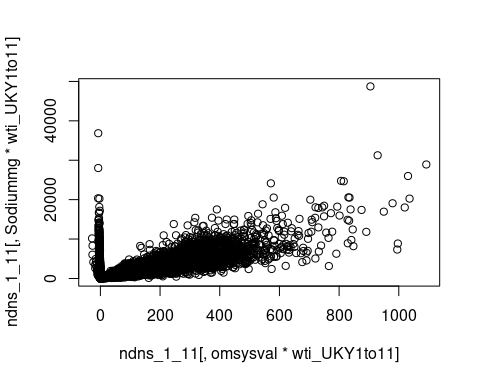 ndns_1_11[, Sodiummg * wti_UKY1to11]
40000
20000
0
0 200 400 600 800 1000
ndns_1_11[, omsysval * wti_UKY1to11]